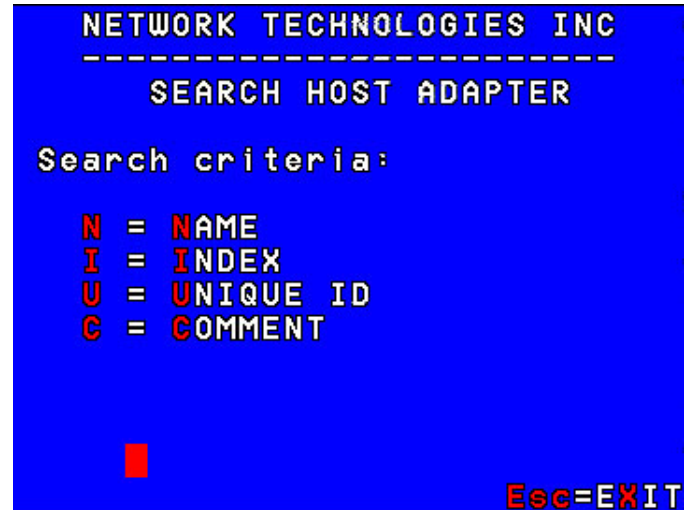 NETWORK TECHNOLOGIES INC
------------------------
SEARCH HOST ADAPTER
Search criteria:
N = NAME
I = INDEX
U = UNIQUE ID
C = COMMENT
Esc=EXIT